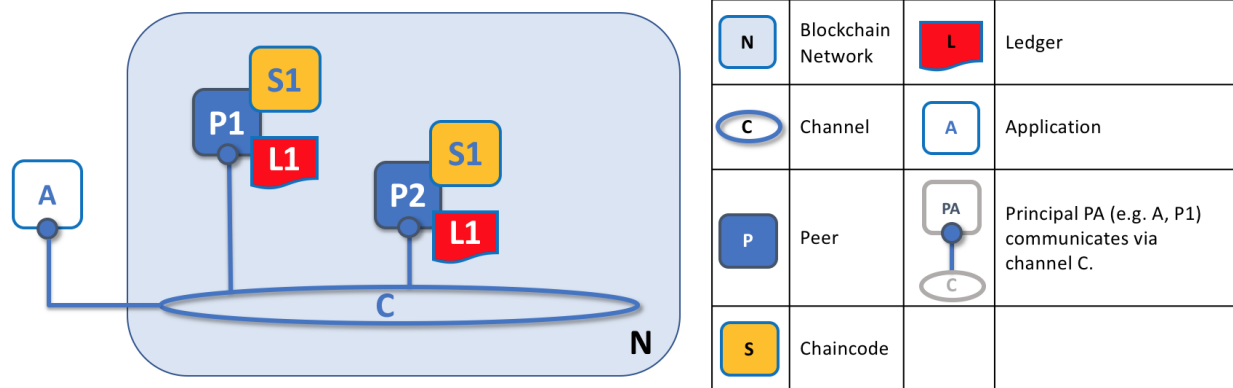 S1
P1
L1
S1
A
P2
L1
C
N
N
Blockchain
Network
L
Ledger
C
Channel
A
Application
P
Peer
PA
C
Principal PA (e.g. A, P1)
communicates via
channel C.
S
Chaincode